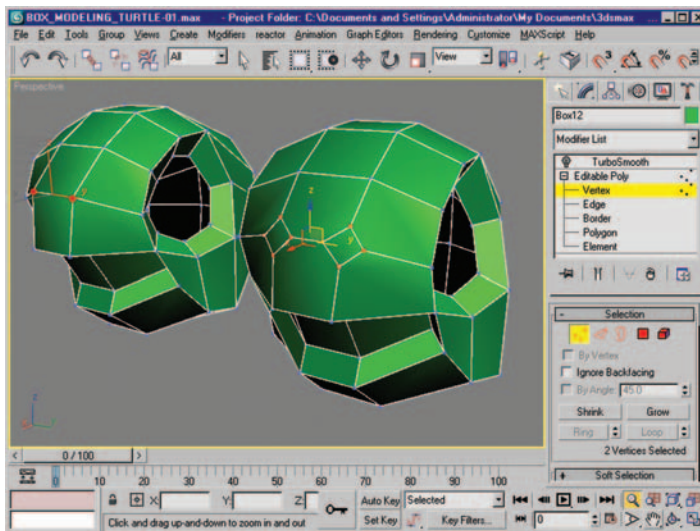 BOX_MODELING_TURTLE-01.max - Project Folder: C:\Documents and Settings\Administrator\My Documents\3dsmax
File Edit Tools Group Views Create Modifiers reactor Animation Graph Editors Rendering Customize MAXScript Help
All View 3 %
Perspective
Box12
Modifier List
TurboSmooth
Editable Poly
Vertex
Edge
Border
Polygon
Element
z
y
y
- Selection
By Vertex
Ignore Backfacing
By Angle: 45.0
Shrink Grow
Ring Loop
2 Vertices Selected
+ Soft Selection
z
< 0 / 100 >
0 10 20 30 40 50 60 70 80 90 100
X: Y: Z: Auto Key Selected
Click and drag up-and-down to zoom in and out Set Key Key Filters... 0